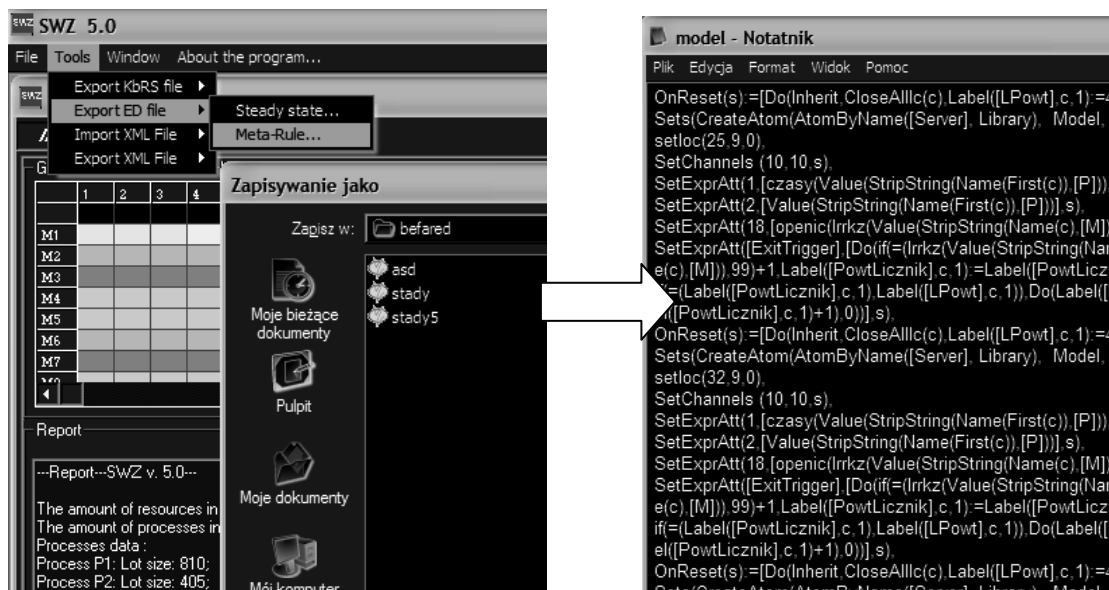 SWZ SWZ 5.0
File Tools Window About the program...
Export KbRS file
Export ED file
Import XML File
Export XML File
Steady state...
Meta-Rule...
SWZ
G
1 2 3 4
M1
M2
M3
M4
M5
M6
M7
Report
---Report---SWZ v. 5.0---
The amount of resources in
The amount of processes in
Processes data :
Process P1: Lot size: 810;
Process P2: Lot size: 405;
Zapisywanie jako
Zapisz w: befared
Moje bieżące
dokumenty
Pulpit
Moje dokumenty
Mój komputer
asd
stady
stady5
model - Notatnik
Plik Edycja Format Widok Pomoc
OnReset(s):=[Do(Inherit,CloseAllIc(c),Label([LPowt],c,1):=4
Sets(CreateAtom(AtomByName([Server], Library), Model,
setloc(25,9,0),
SetChannels (10,10,s),
SetExprAtt(1,[czasy(Value(StripString(Name(First(c)),[P])),
SetExprAtt(2,[Value(StripString(Name(First(c)),[P]))],s),
SetExprAtt(18,[openic(lrrkz(Value(StripString(Name(c),[M])
SetExprAtt([ExitTrigger],[Do(if(=(lrrkz(Value(StripString(Nam
e(c),[M])),99)+1,Label([PowtLicznik],c,1):=Label([PowtLicz
(=(Label([PowtLicznik],c,1),Label([LPowt],c,1)),Do(Label([
([PowtLicznik],c,1)+1),0))],s),
OnReset(s):=[Do(Inherit,CloseAllIc(c),Label([LPowt],c,1):=4
Sets(CreateAtom(AtomByName([Server], Library), Model,
setloc(32,9,0),
SetChannels (10,10,s),
SetExprAtt(1,[czasy(Value(StripString(Name(First(c)),[P])),
SetExprAtt(2,[Value(StripString(Name(First(c)),[P]))],s),
SetExprAtt(18,[openic(lrrkz(Value(StripString(Name(c),[M])
SetExprAtt([ExitTrigger],[Do(if(=(lrrkz(Value(StripString(Nar
e(c),[M])),99)+1,Label([PowtLicznik],c,1):=Label([PowtLicz
if(=(Label([PowtLicznik],c,1),Label([LPowt],c,1)),Do(Label([
el([PowtLicznik],c,1)+1),0))],s),
OnReset(s):=[Do(Inherit,CloseAllIc(c),Label([LPowt],c,1):=4